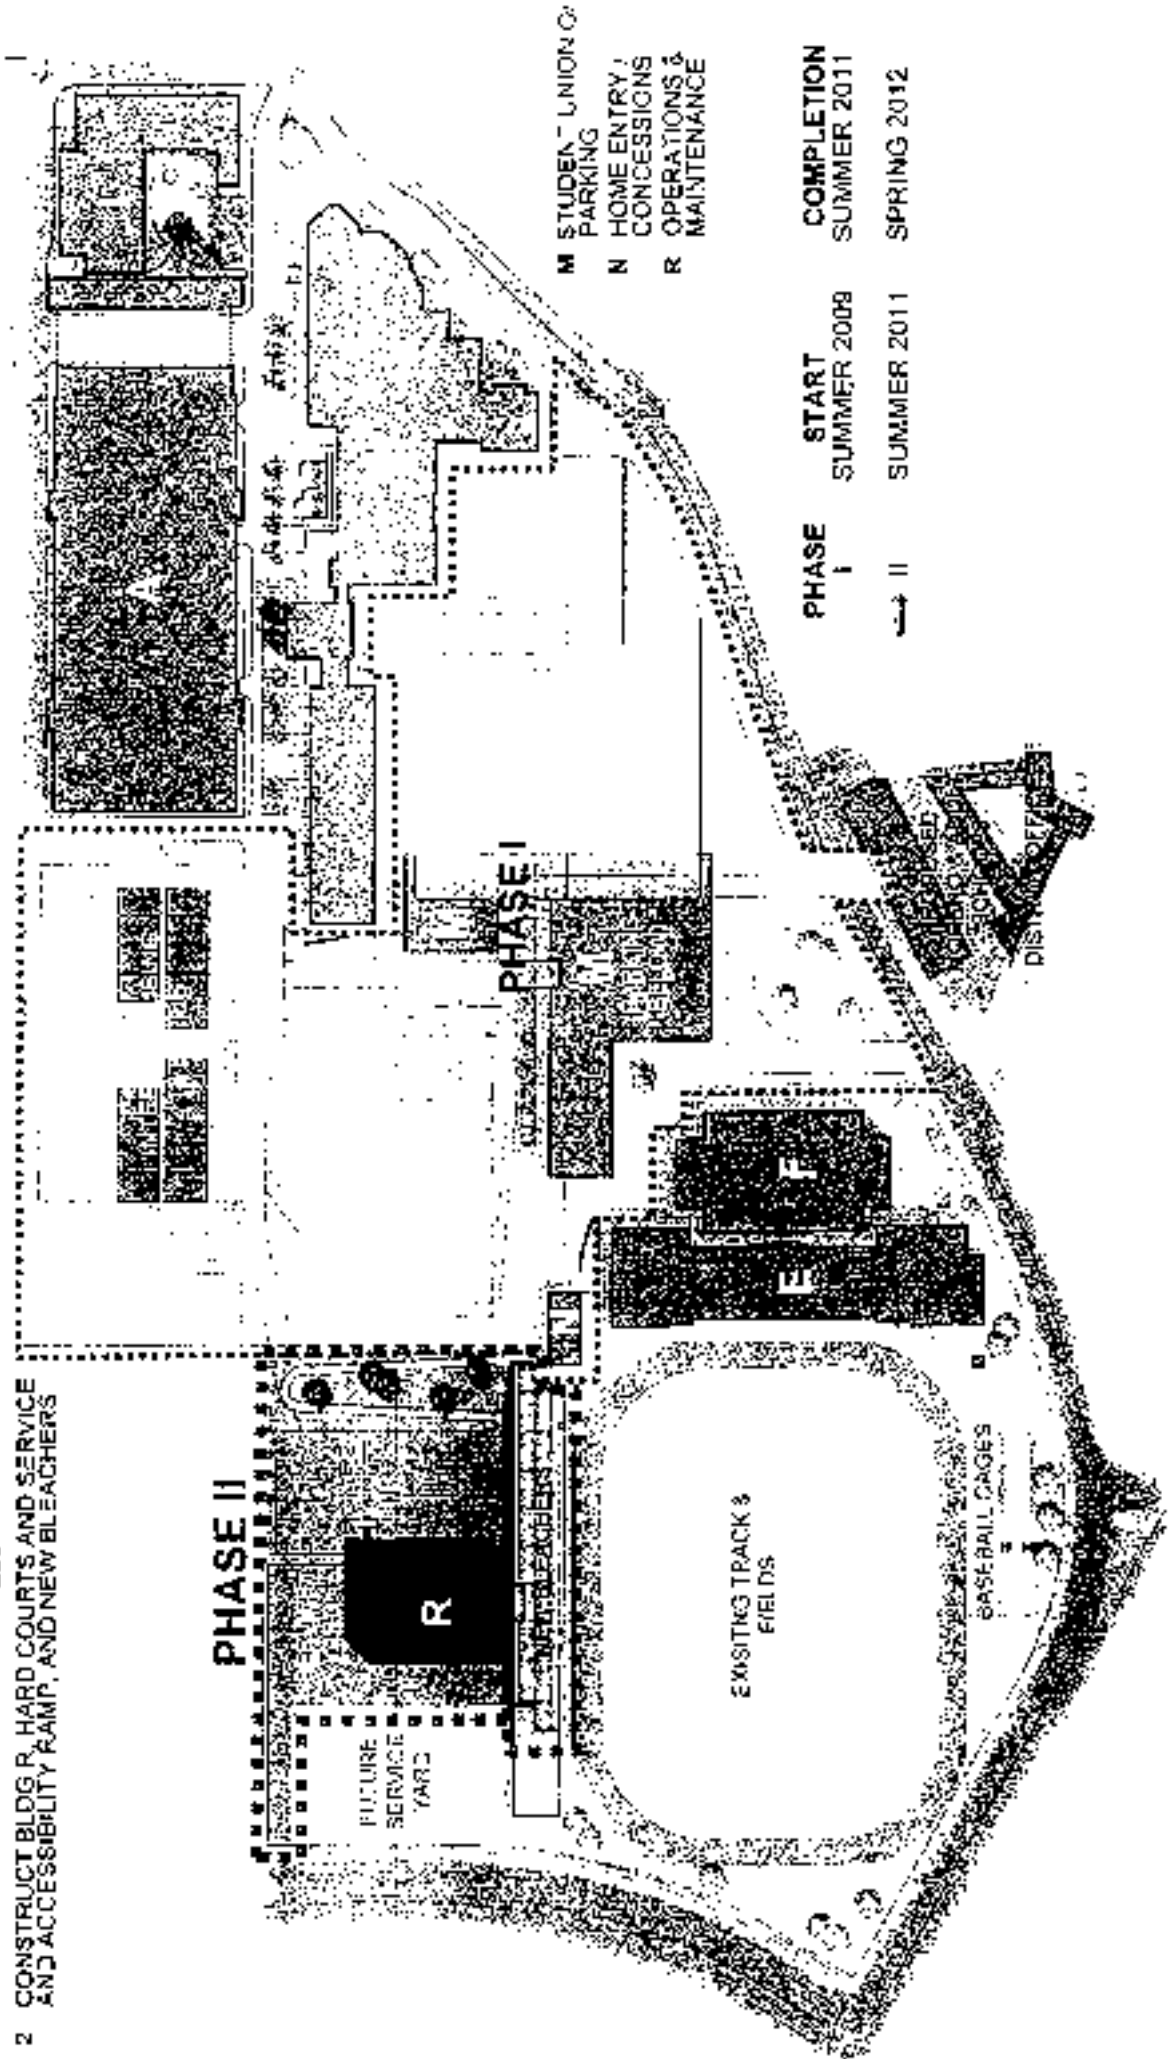 2 CONSTRUCT BLDG R, HARD COURTS AND SERVICE
AND ACCESSIBILITY RAMP, AND NEW BLEACHERS
PHASE II
R
FUTURE
SERVICE
YARD
NEW BLEACHERS
EXSITNG TRACK &
FIELDS
BASEBALL CAGES
E
F
PHASE I
A
M STUDENT UNION
PARKING
N HOME ENTRY /
CONCESSIONS
R OPERATIONS &
MAINTENANCE
PHASE START COMPLETION
I SUMMER 2009 SUMMER 2011
II SUMMER 2011 SPRING 2012